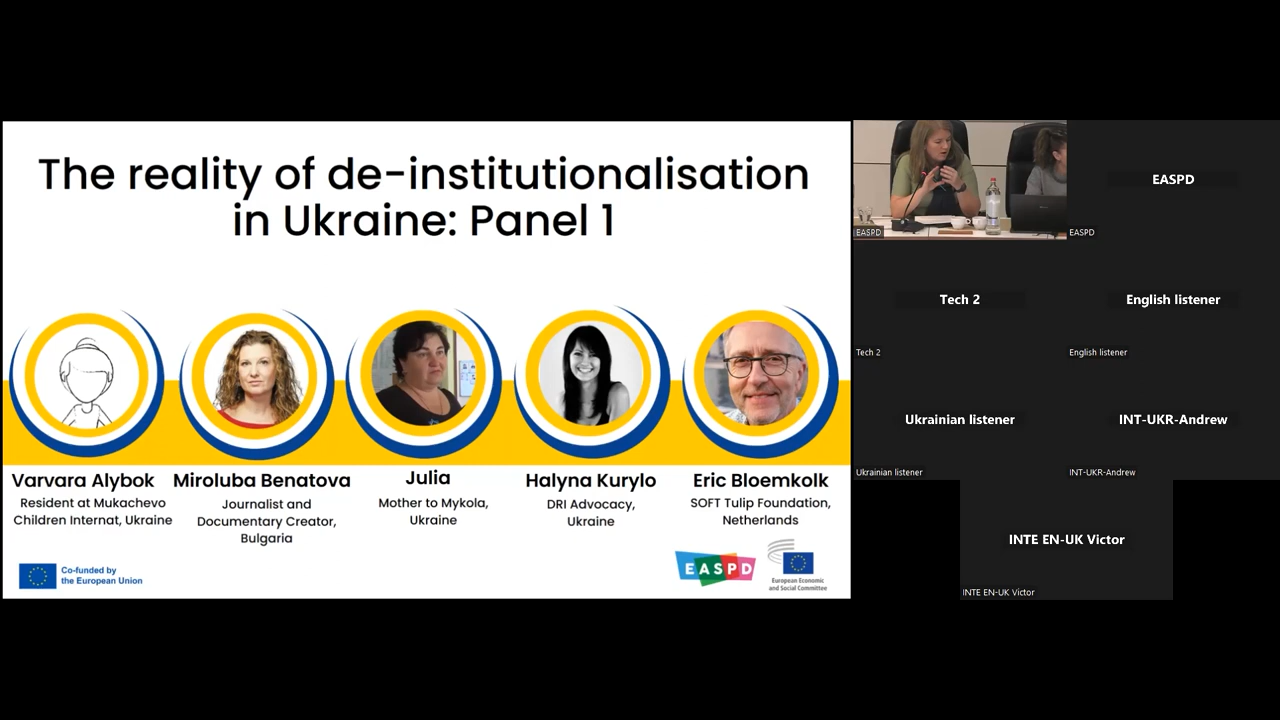 The reality of de-institutionalisation
in Ukraine: Panel 1
Varvara Alybok
Resident at Mukachevo
Children Internat, Ukraine
Miroluba Benatova
Journalist and
Documentary Creator,
Bulgaria
Julia
Mother to Mykola,
Ukraine
Halyna Kurylo
DRI Advocacy,
Ukraine
Eric Bloemkolk
SOFT Tulip Foundation,
Netherlands
Co-funded by
the European Union
EASPD
European Economic
and Social Committee
EASPD
EASPD
EASPD
Tech 2
Tech 2
English listener
English listener
Ukrainian listener
Ukrainian listener
INT-UKR-Andrew
INT-UKR-Andrew
INTE EN-UK Victor
INTE EN-UK Victor